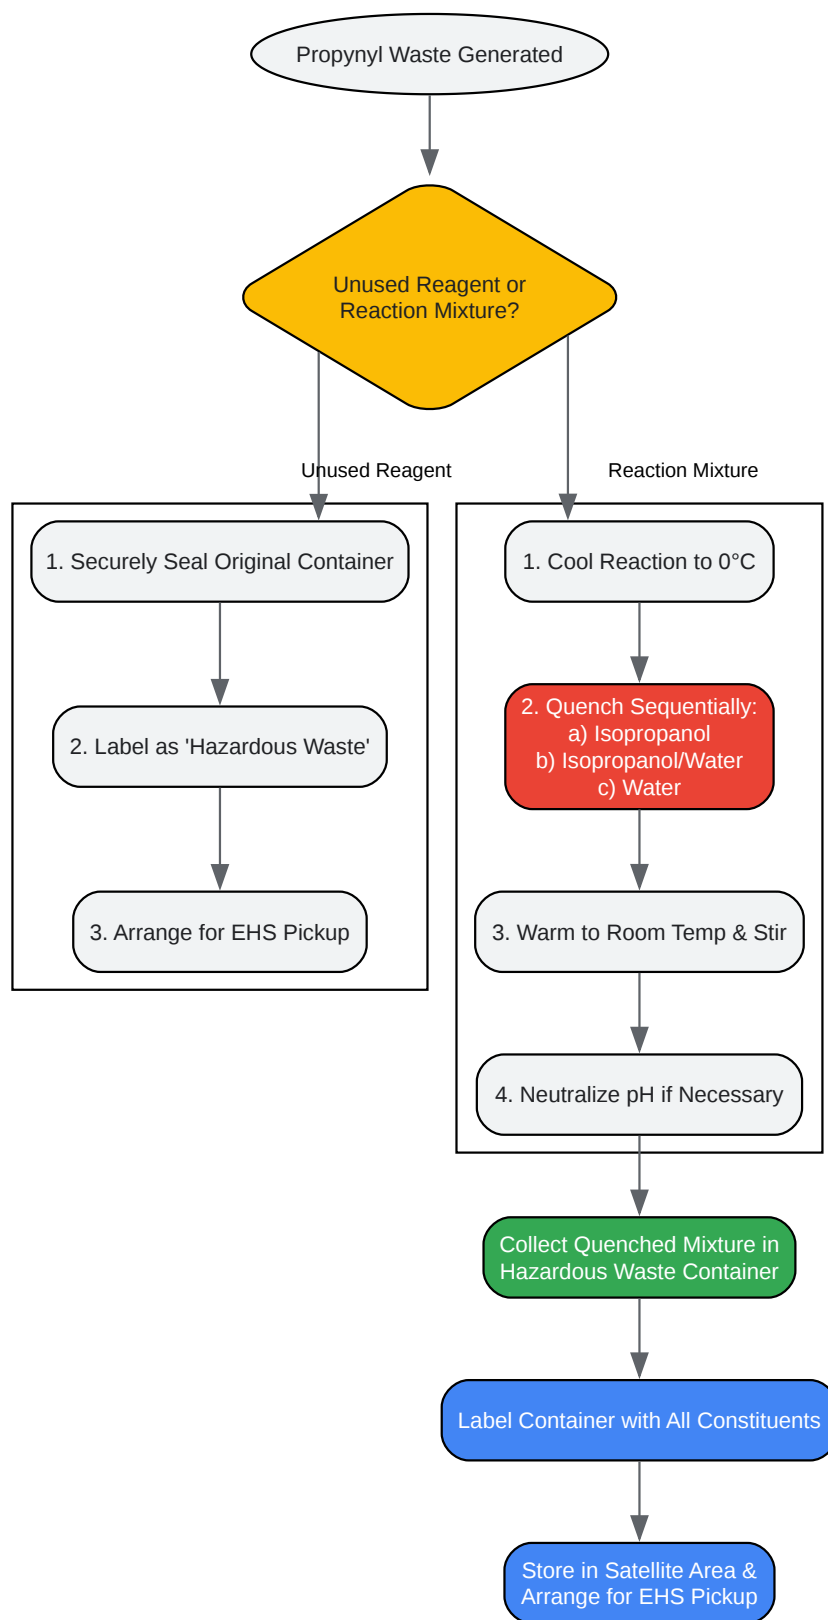 Propynyl Waste Generated
Unused Reagent or
Reaction Mixture?
Unused Reagent
1. Securely Seal Original Container
2. Label as 'Hazardous Waste'
3. Arrange for EHS Pickup
Reaction Mixture
1. Cool Reaction to 0°C
2. Quench Sequentially:
a) Isopropanol
b) Isopropanol/Water
c) Water
3. Warm to Room Temp & Stir
4. Neutralize pH if Necessary
Collect Quenched Mixture in
Hazardous Waste Container
Label Container with All Constituents
Store in Satellite Area &
Arrange for EHS Pickup